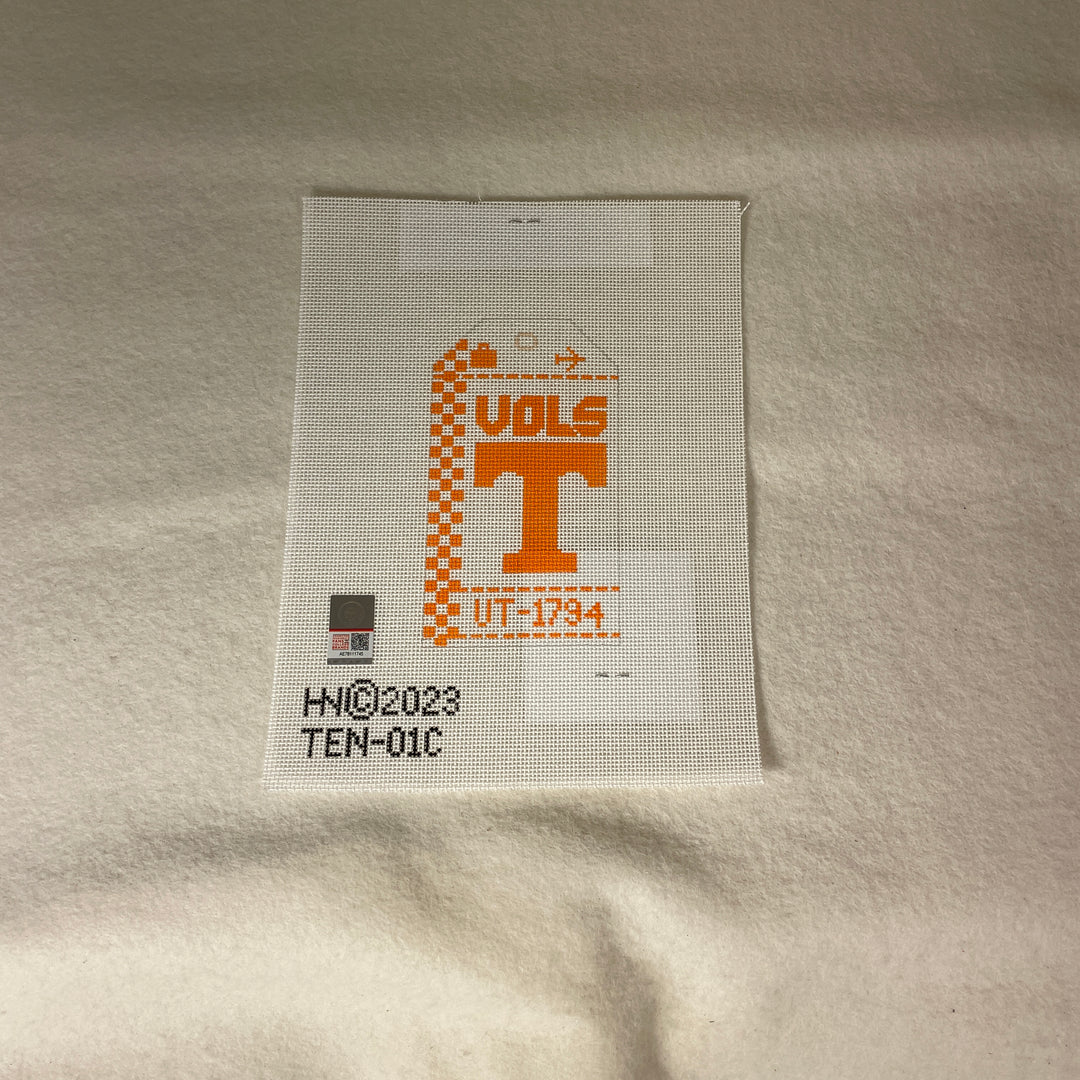 VOLS
T
UT-1794
HN©2023
TEN-01C